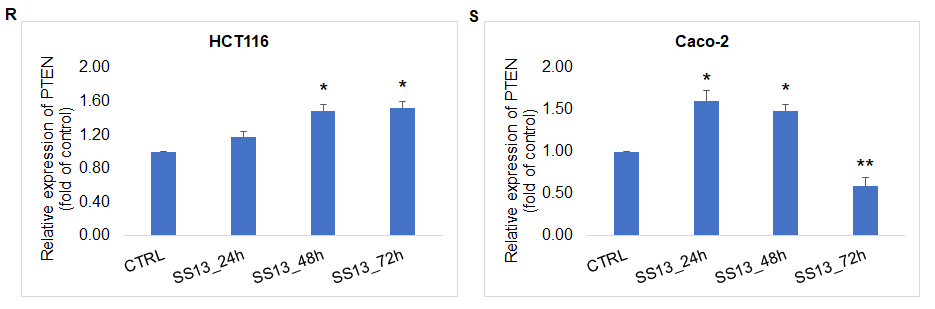 R
HCT116
Relative expression of PTEN
(fold of control)
2.00
1.60
1.20
0.80
0.40
0.00
*
*
CTRL
SS13_24h
SS13_48h
SS13_72h
S
Caco-2
Relative expression of PTEN
(fold of control)
2.00
1.50
1.00
0.50
0.00
*
*
**
CTRL
SS13_24h
SS13_48h
SS13_72h